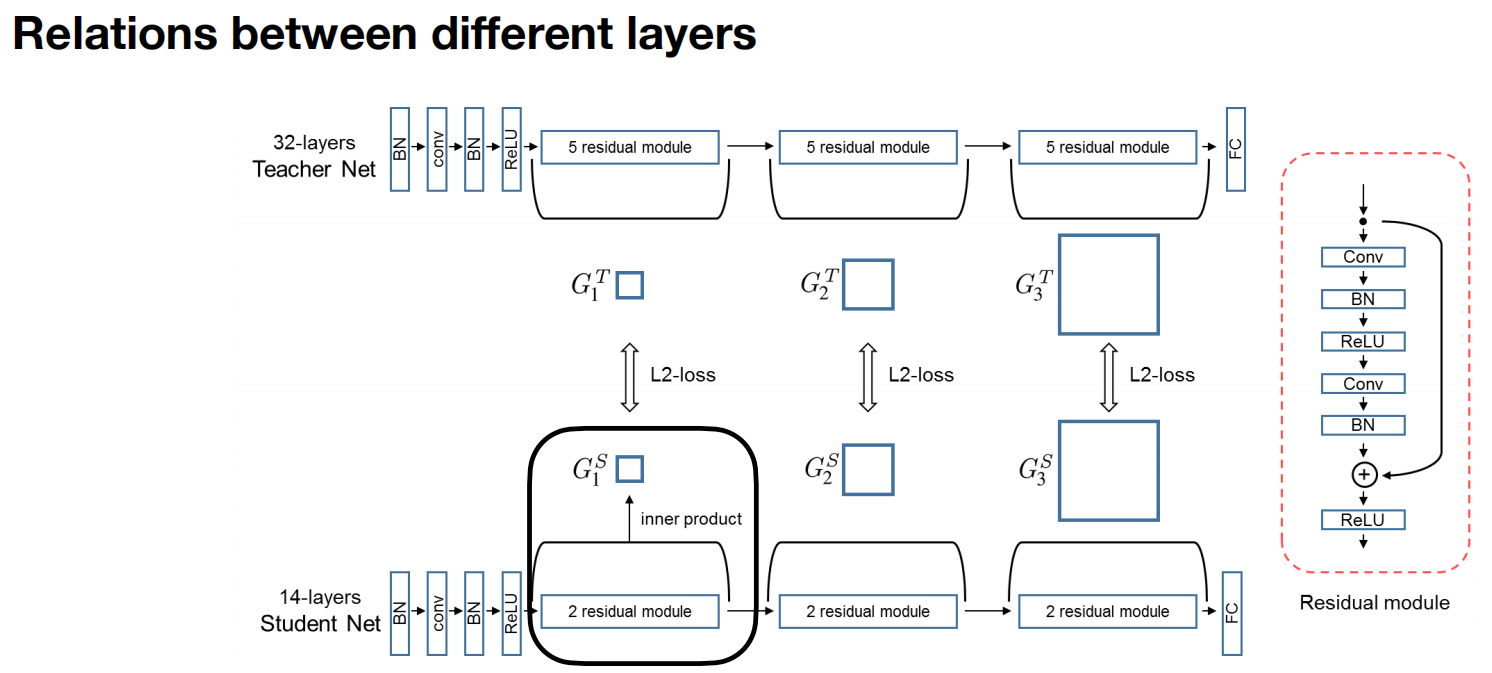 Relations between different layers
32-layers
Teacher Net
BN
conv
BN
ReLU
5 residual module
5 residual module
5 residual module
FC
G_1^T
G_2^T
G_3^T
L2-loss
L2-loss
L2-loss
G_1^S
G_2^S
G_3^S
inner product
14-layers
Student Net
BN
conv
BN
ReLU
2 residual module
2 residual module
2 residual module
FC
Conv
BN
ReLU
Conv
BN
+
ReLU
Residual module